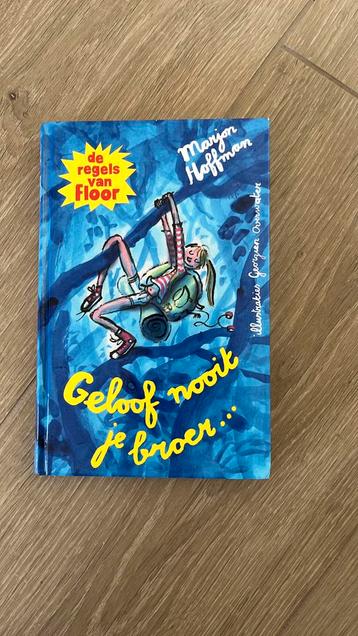 de
regels
van
Floor
Marjon
Hoffman
illustraties Georgien Overwater
Geloof nooit
je broer...